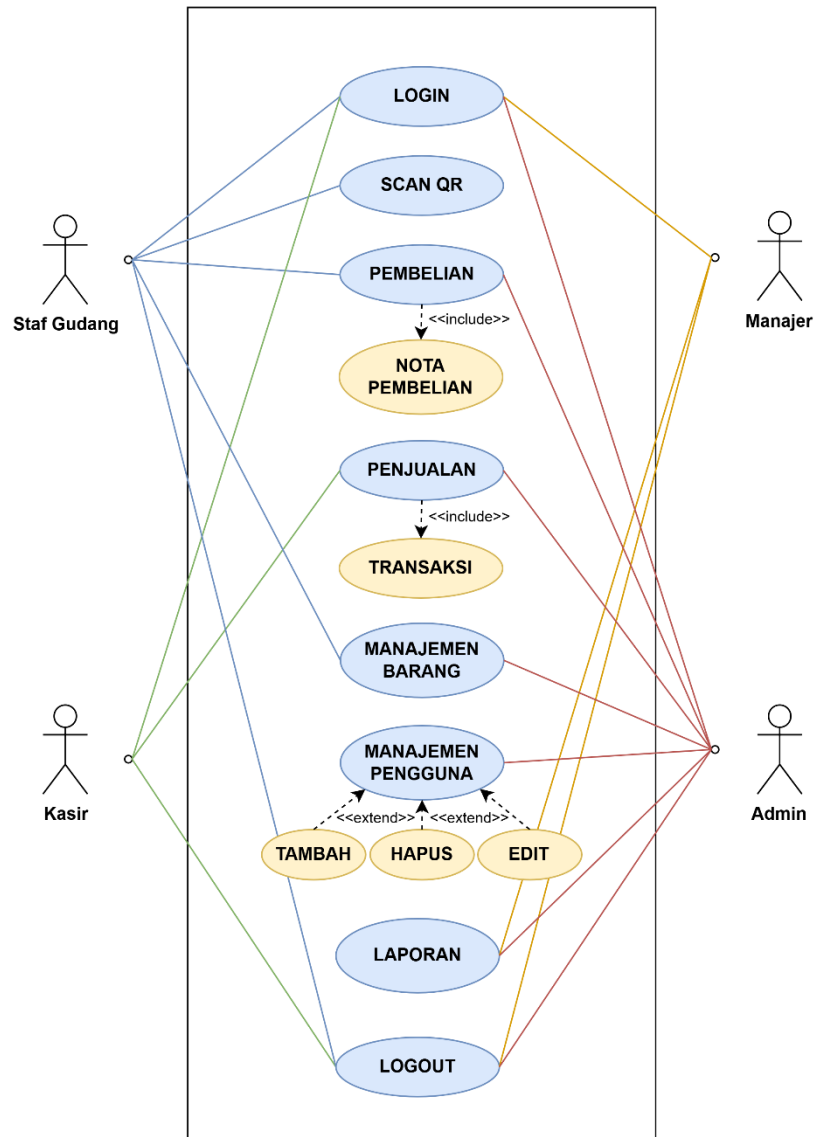 LOGIN
SCAN QR
Staf Gudang
PEMBELIAN
Manajer
<<include>>
NOTA
PEMBELIAN
PENJUALAN
<<include>>
TRANSAKSI
MANAJEMEN
BARANG
Kasir
MANAJEMEN
PENGGUNA
Admin
<<extend>>
<<extend>>
TAMBAH
HAPUS
EDIT
LAPORAN
LOGOUT